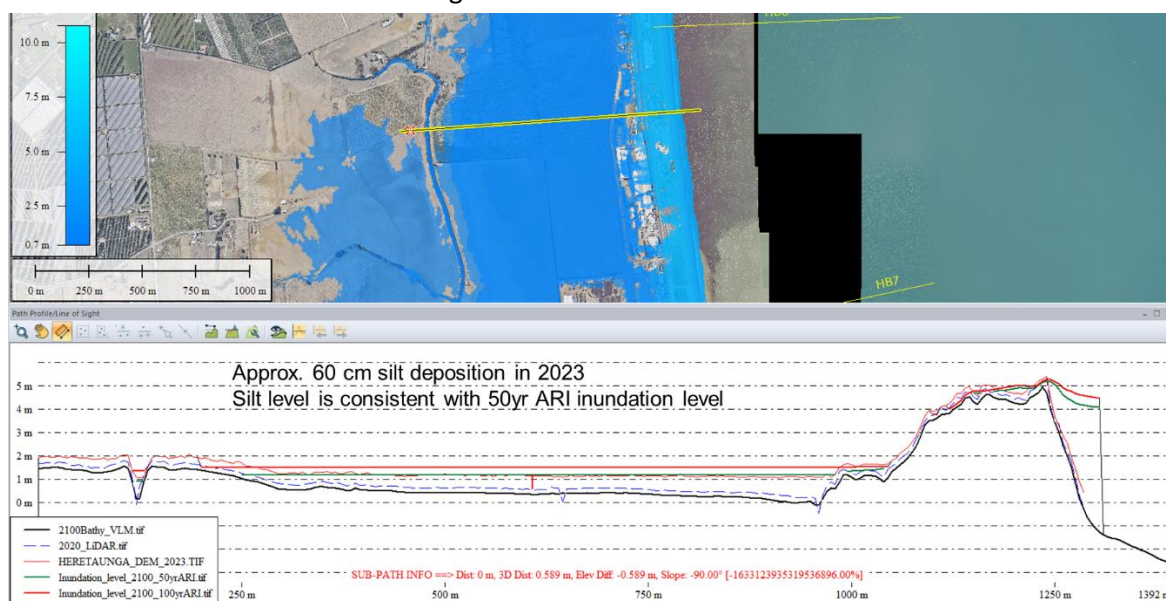 10.0 m
7.5 m
5.0 m
2.5 m
0.7 m
0 m 250 m 500 m 750 m 1000 m
HB7
Path Profile/Line of Sight
Approx. 60 cm silt deposition in 2023
Silt level is consistent with 50yr ARI inundation level
5 m
4 m
3 m
2 m
1 m
0 m
2100Bathy_VLM.tif
2020_LiDAR.tif
HERETAUNGA_DEM_2023.TIF
Inundation_level_2100_50yrARI.tif
Inundation_level_2100_100yrARI.tif
SUB-PATH INFO ==> Dist: 0 m, 3D Dist: 0.589 m, Elev Diff: -0.589 m, Slope: -90.00° [-1633123935319536896.00%]
250 m 500 m 750 m 1000 m 1250 m 1392 m